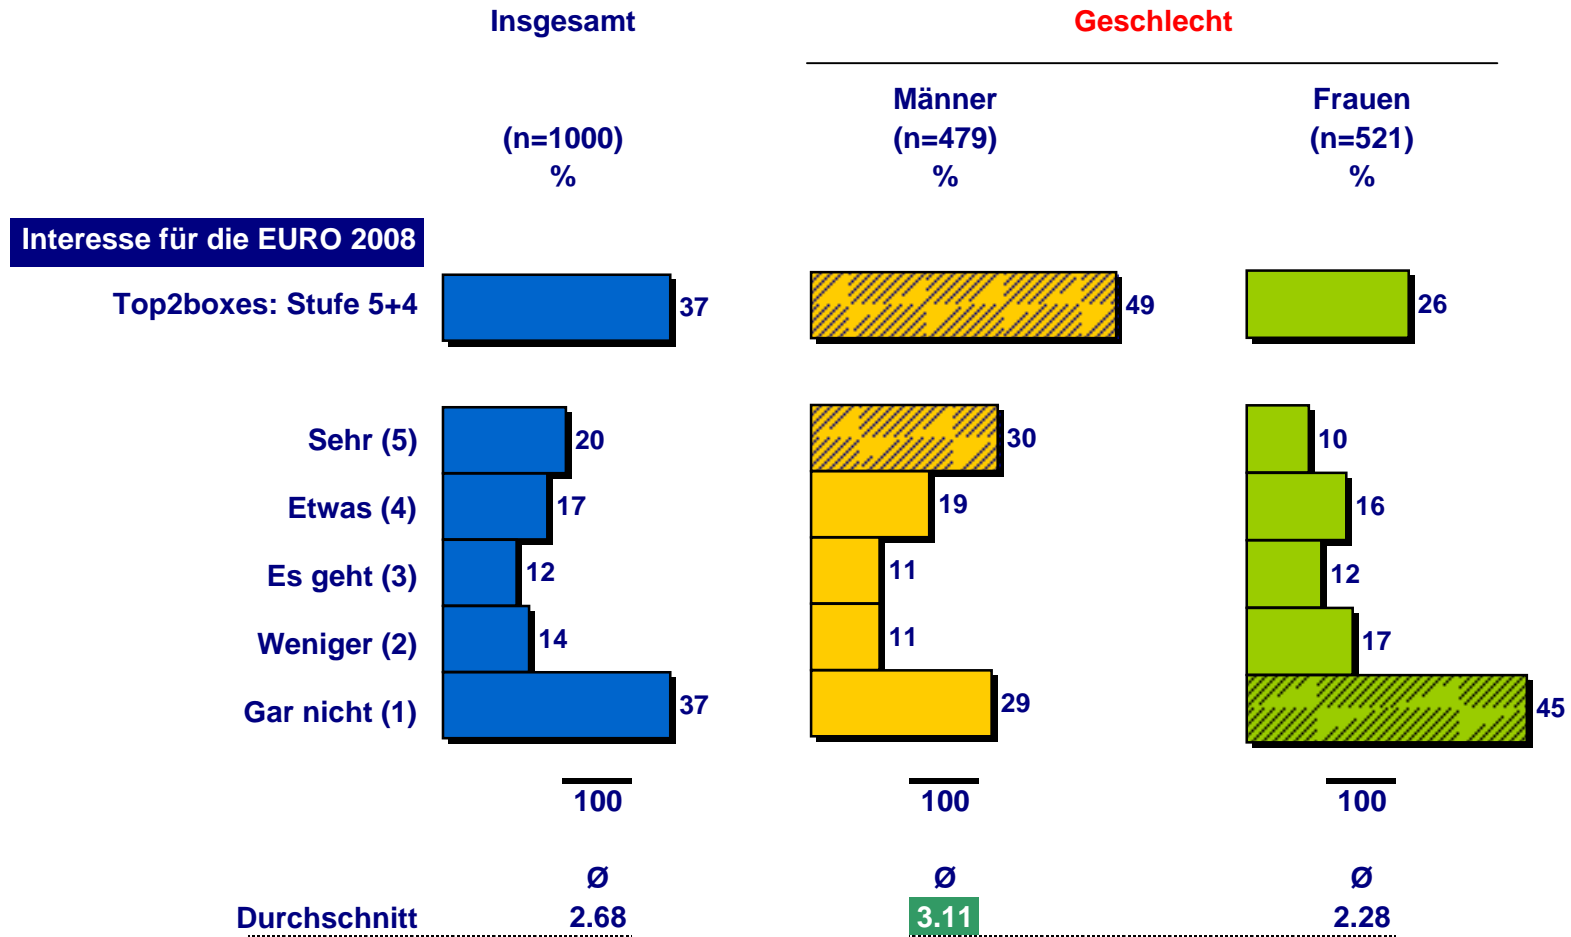 Insgesamt Geschlecht
Männer Frauen
(n=1000) (n=479) (n=521)
% % %
Interesse für die EURO 2008
Top2boxes: Stufe 5+4 37 49 26
Sehr (5) 20 30 10
Etwas (4) 17 19 16
Es geht (3) 12 11 12
Weniger (2) 14 11 17
Gar nicht (1) 37 29 45
100 100 100
Ø Ø Ø
Durchschnitt 2.68 3.11 2.28